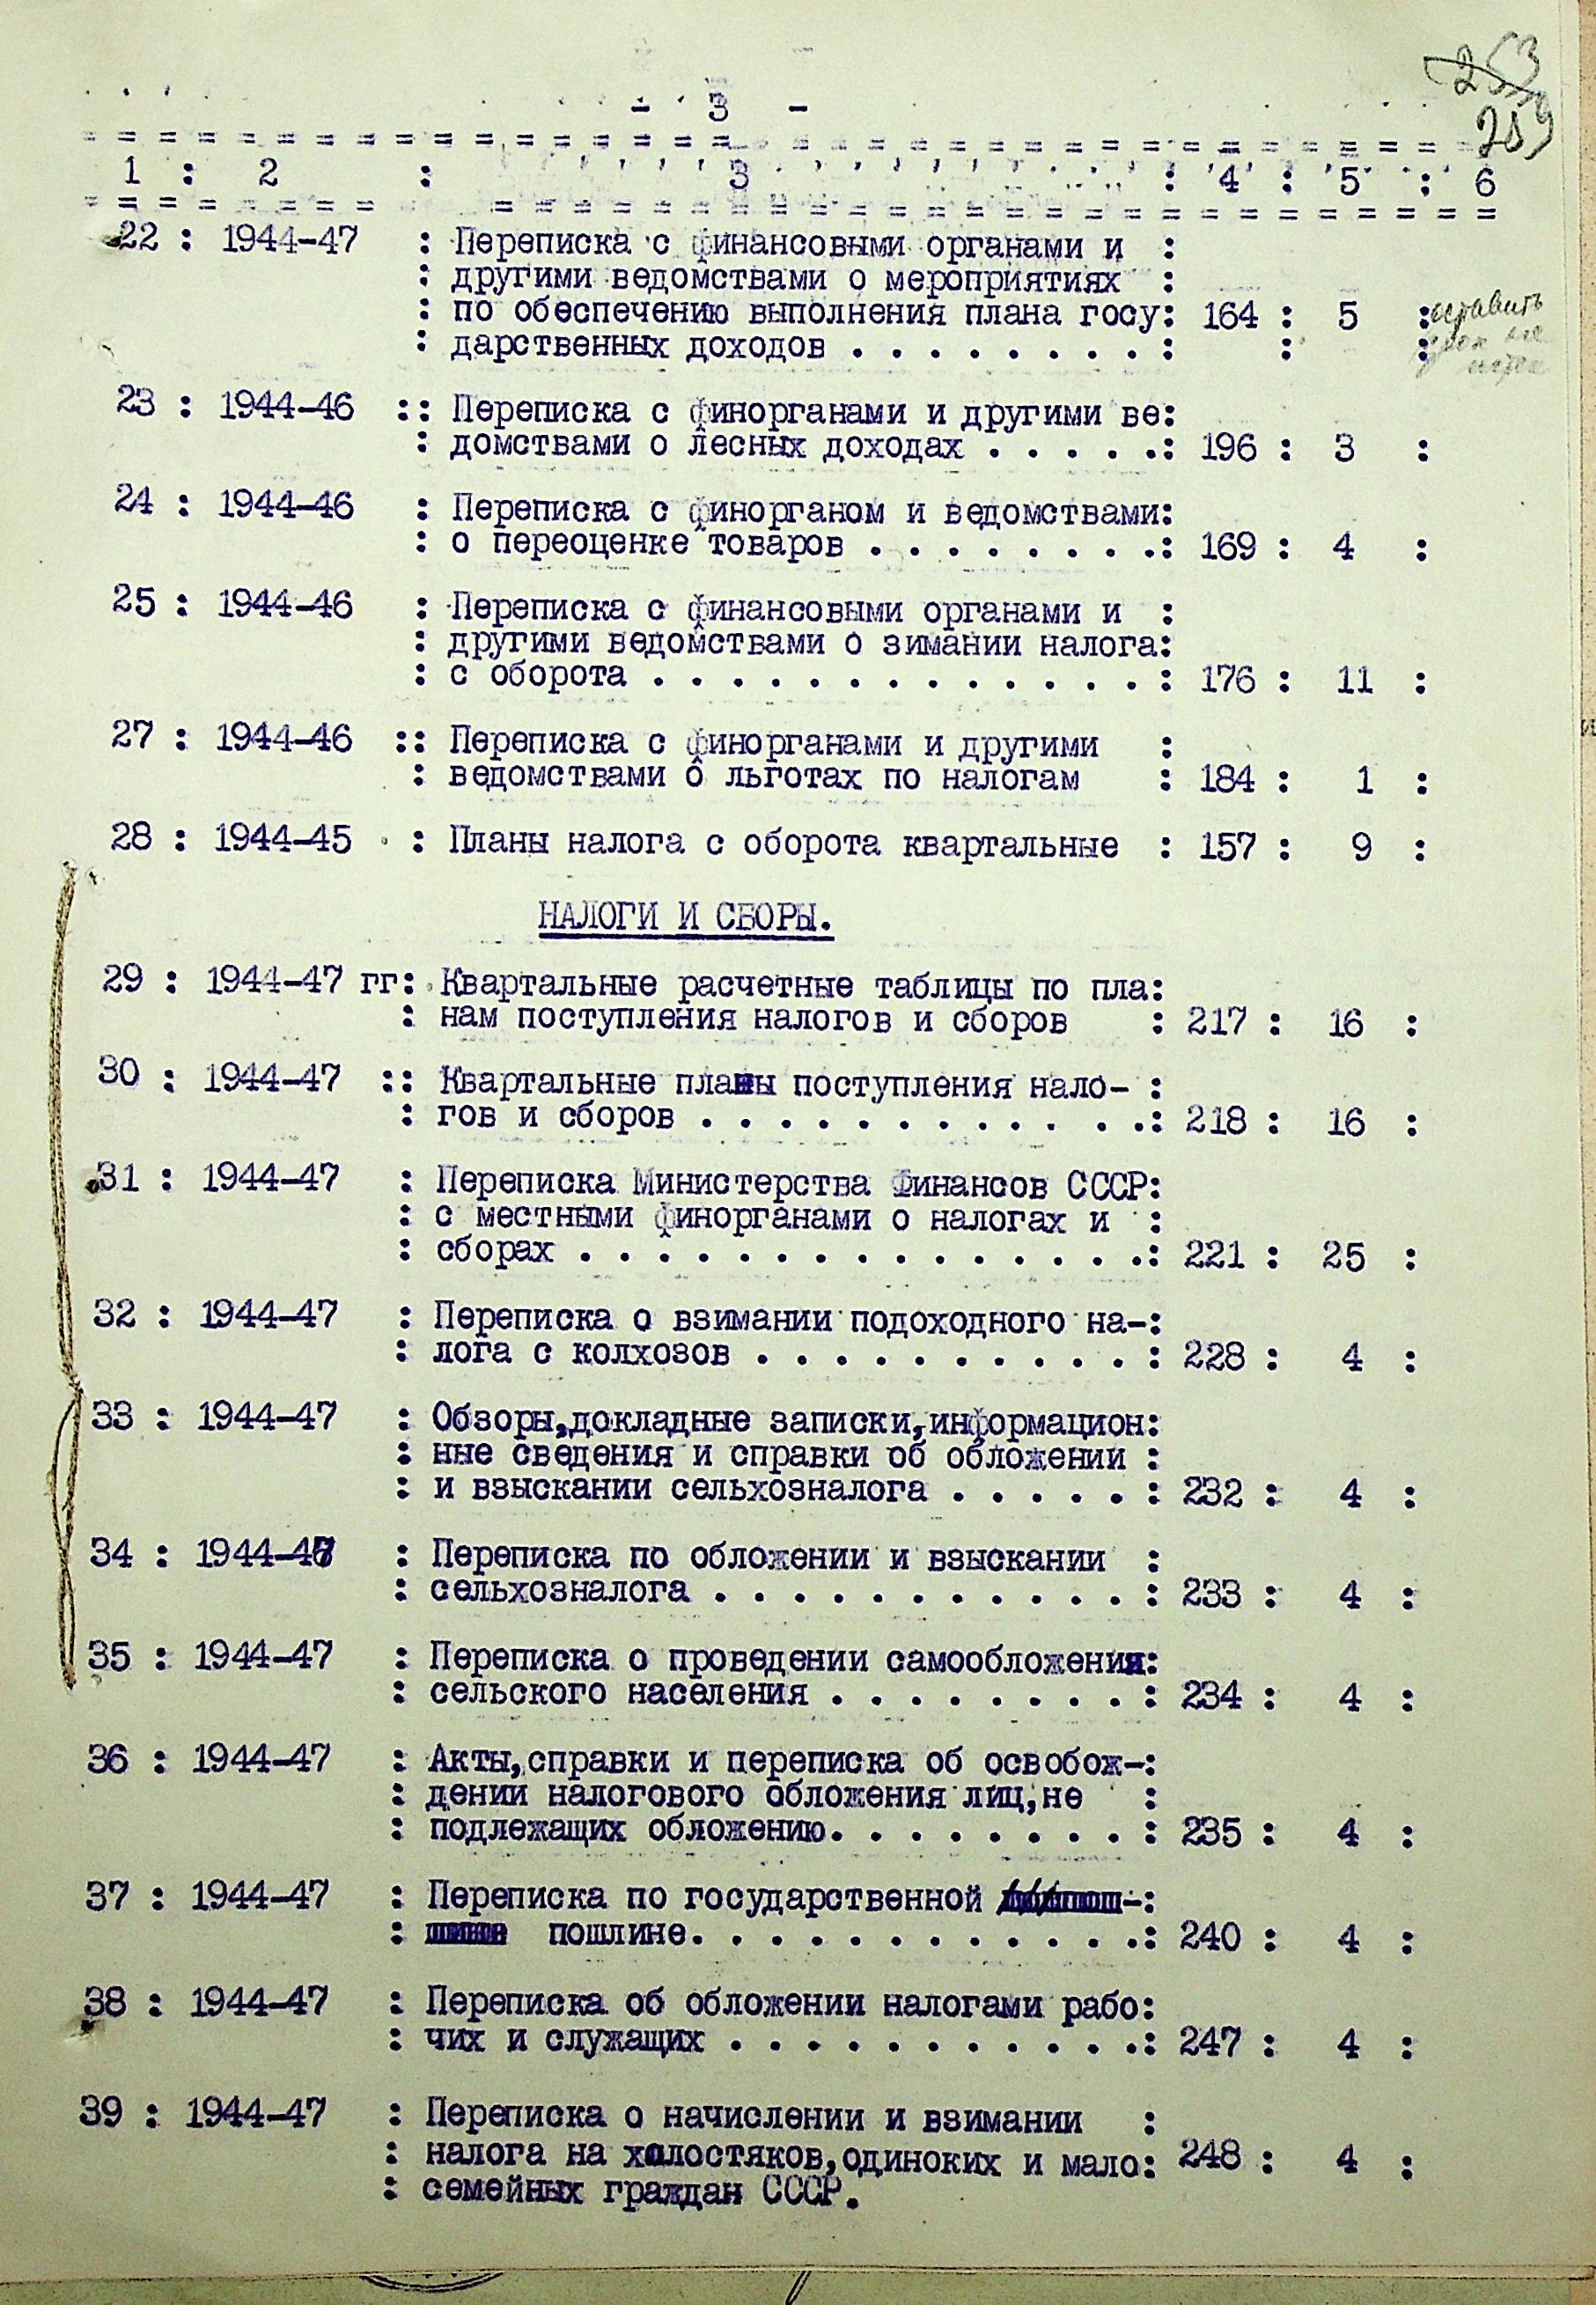 253
259
- 3 -
1 : 2 : 3 : 4 : 5 : 6
22 : 1944-47 : Переписка с финансовыми органами и :
: другими ведомствами о мероприятиях :
: по обеспечению выполнения плана госу: 164 : 5 : оставить
: дарственных доходов . . . . . . . . : : : срок не
истек
23 : 1944-46 :: Переписка с финорганами и другими ве:
: домствами о лесных доходах . . . . .: 196 : 3 :
24 : 1944-46 : Переписка с финорганом и ведомствами:
: о переоценке товаров . . . . . . . .: 169 : 4 :
25 : 1944-46 : Переписка с финансовыми органами и :
: другими ведомствами о зимании налога:
: с оборота . . . . . . . . . . . . . : 176 : 11 :
27 : 1944-46 :: Переписка с финорганами и другими :
: ведомствами о льготах по налогам : 184 : 1 :
28 : 1944-45 : Планы налога с оборота квартальные : 157 : 9 :
НАЛОГИ И СБОРЫ.
29 : 1944-47 гг: Квартальные расчетные таблицы по пла:
: нам поступления налогов и сборов : 217 : 16 :
30 : 1944-47 :: Квартальные планы поступления нало- :
: гов и сборов . . . . . . . . . . . .: 218 : 16 :
31 : 1944-47 : Переписка Министерства Финансов СССР:
: с местными финорганами о налогах и :
: сборах . . . . . . . . . . . . . . .: 221 : 25 :
32 : 1944-47 : Переписка о взимании подоходного на-:
: лога с колхозов . . . . . . . . . . : 228 : 4 :
33 : 1944-47 : Обзоры,докладные записки,информацион:
: ные сведения и справки об обложении :
: и взыскании сельхозналога . . . . . : 232 : 4 :
34 : 1944-47 : Переписка по обложении и взыскании :
: сельхозналога . . . . . . . . . . . : 233 : 4 :
35 : 1944-47 : Переписка о проведении самообложения:
: сельского населения . . . . . . . . : 234 : 4 :
36 : 1944-47 : Акты,справки и переписка об освобож-:
: дении налогового обложения лиц,не :
: подлежащих обложению. . . . . . . . : 235 : 4 :
37 : 1944-47 : Переписка по государственной :
: пошлине. . . . . . . . . . . .: 240 : 4 :
38 : 1944-47 : Переписка об обложении налогами рабо:
: чих и служащих . . . . . . . . . . .: 247 : 4 :
39 : 1944-47 : Переписка о начислении и взимании :
: налога на холостяков,одиноких и мало: 248 : 4 :
: семейных граждан СССР.